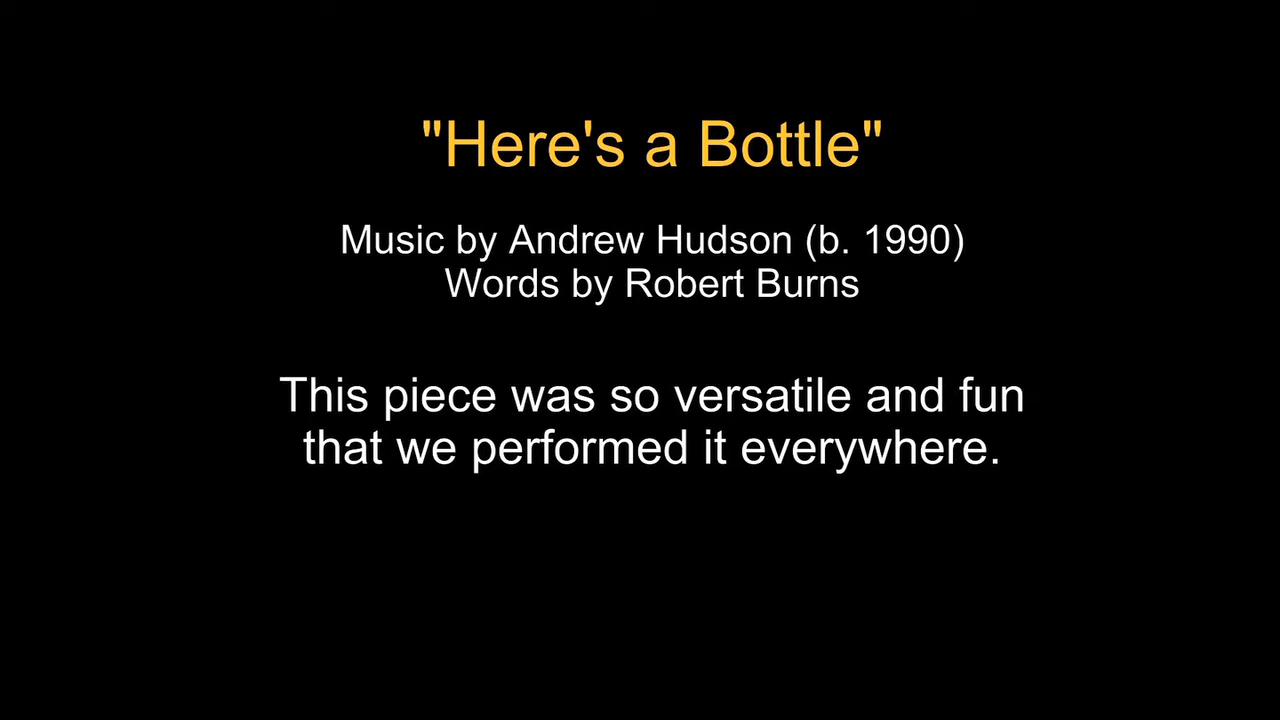 "Here's a Bottle"
Music by Andrew Hudson (b. 1990)
Words by Robert Burns
This piece was so versatile and fun
that we performed it everywhere.